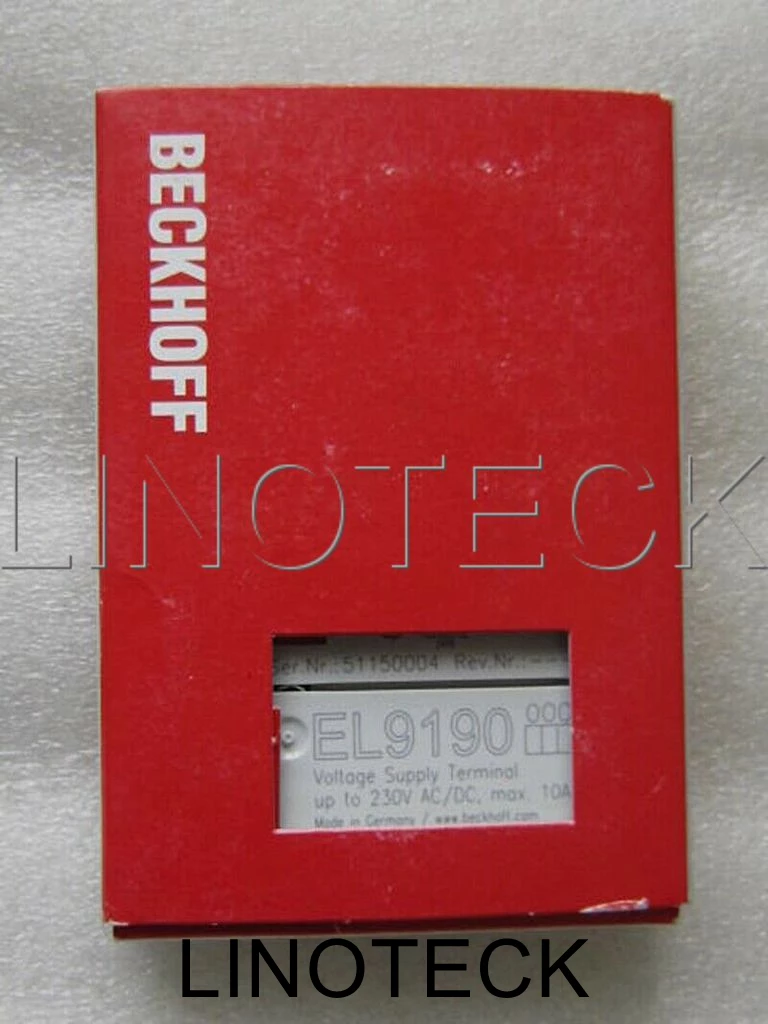 BECKHOFF
LINOTECK
Ser.Nr.: 51150004 Rev.Nr.:--
EL9190 000
Voltage Supply Terminal
up to 230V AC/DC, max. 10A
Made in Germany / www.beckhoff.com
LINOTECK